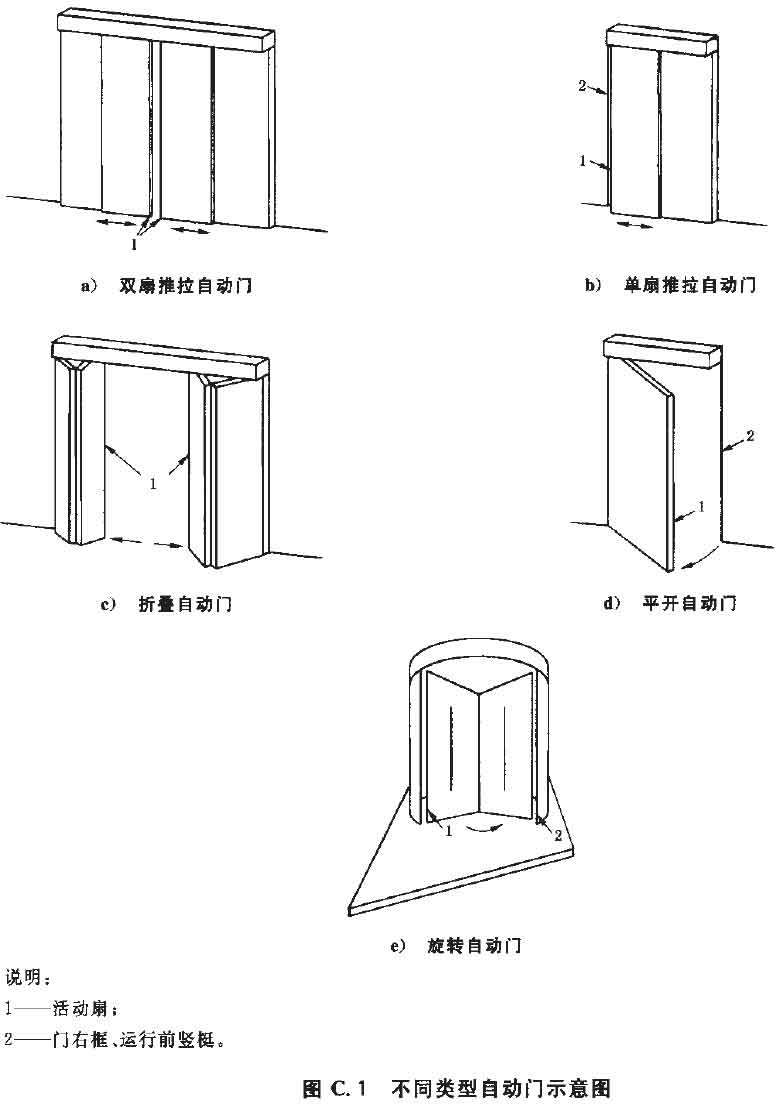 1
a) 双扇推拉自动门
2
1
b) 单扇推拉自动门
1
c) 折叠自动门
2
1
d) 平开自动门
1
2
e) 旋转自动门
说明：
1——活动扇；
2——门右框、运行前竖梃。
图 C.1 不同类型自动门示意图